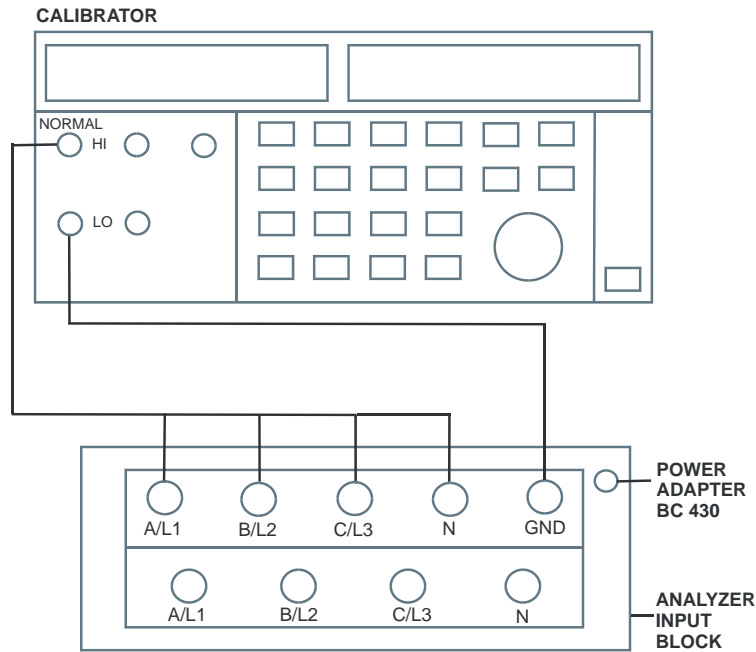 CALIBRATOR
NORMAL
HI
LO
A/L1 B/L2 C/L3 N GND
POWER
ADAPTER
BC 430
A/L1 B/L2 C/L3 N
ANALYZER
INPUT
BLOCK